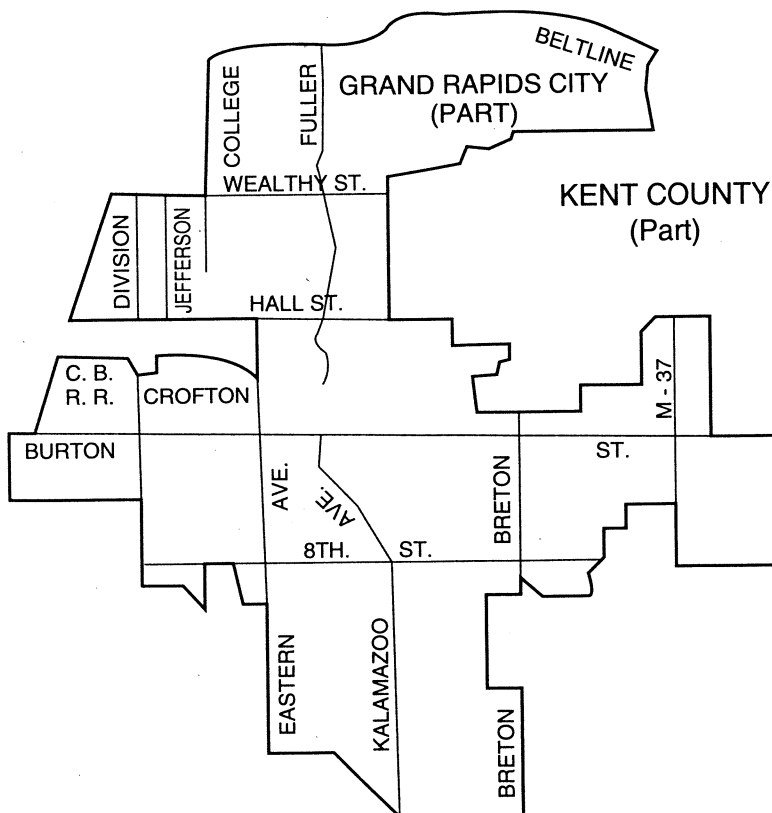 BELTLINE
COLLEGE
FULLER
GRAND RAPIDS CITY
(PART)
WEALTHY ST.
KENT COUNTY
(Part)
DIVISION
JEFFERSON
HALL ST.
C. B.
R. R.
CROFTON
M - 37
BURTON
ST.
AVE.
AVE.
BRETON
8TH.
ST.
EASTERN
KALAMAZOO
BRETON